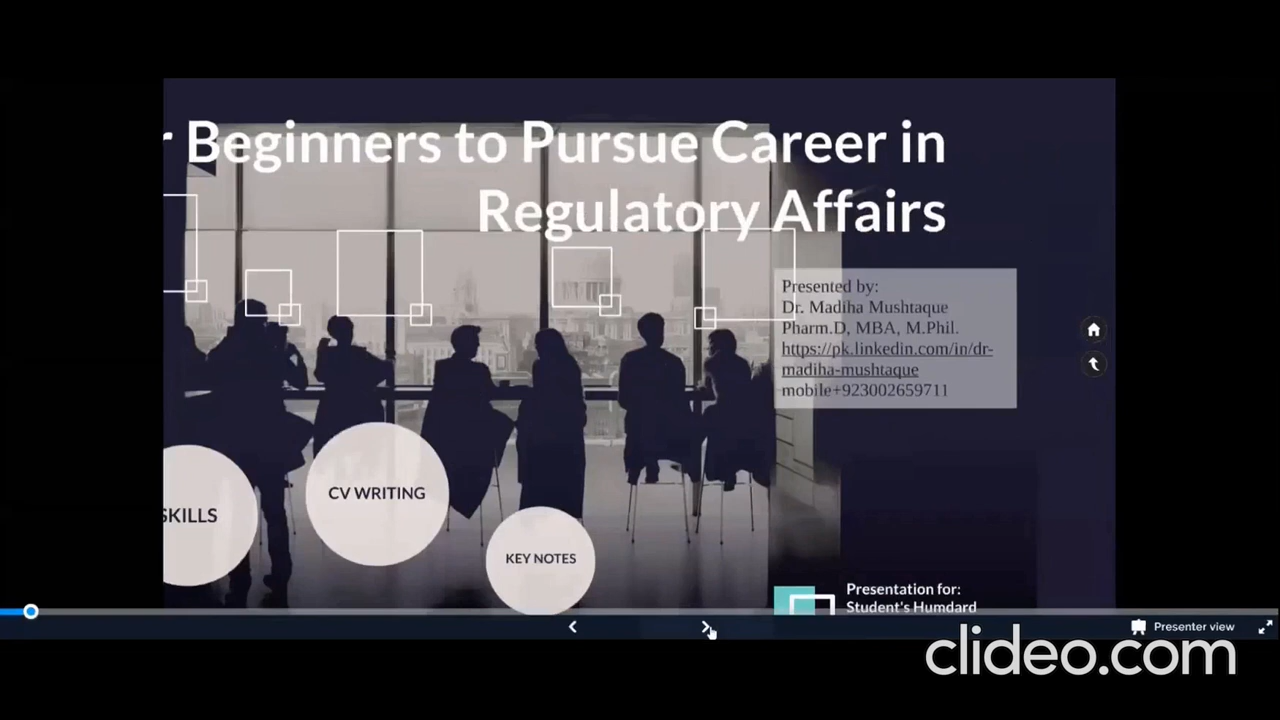 Beginners to Pursue Career in
Regulatory Affairs
Presented by:
Dr. Madiha Mushtaque
Pharm.D, MBA, M.Phil.
https://pk.linkedin.com/in/dr-
madiha-mushtaque
mobile+923002659711
SKILLS
CV WRITING
KEY NOTES
Presentation for:
Student's Humdard
Presenter view
clideo.com